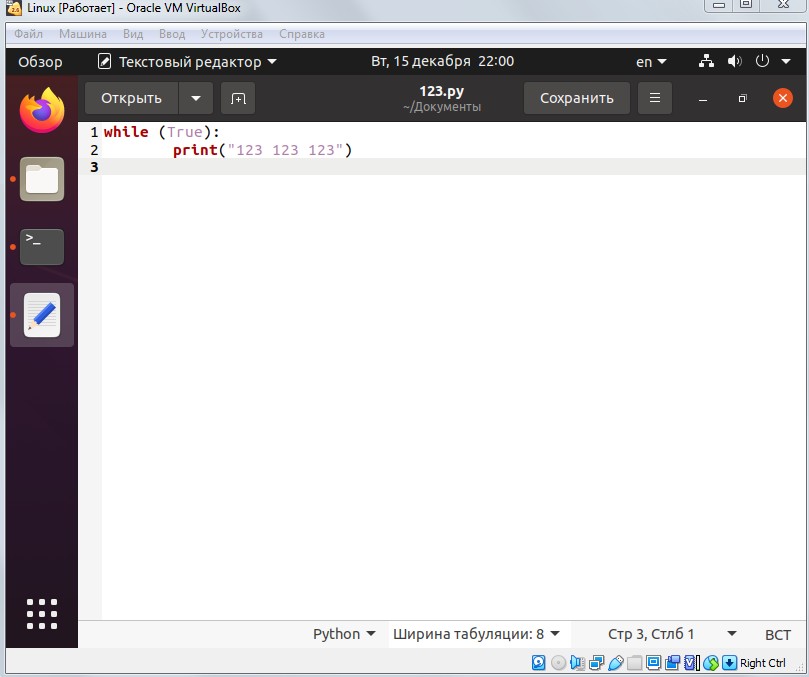 Linux [Работает] - Oracle VM VirtualBox
Файл Машина Вид Ввод Устройства Справка
Обзор Текстовый редактор Вт, 15 декабря 22:00 en
Открыть 123.py Сохранить
~/Документы
1 while (True):
2 print("123 123 123")
3
>_
Python Ширина табуляции: 8 Стр 3, Стлб 1 ВСТ
Right Ctrl